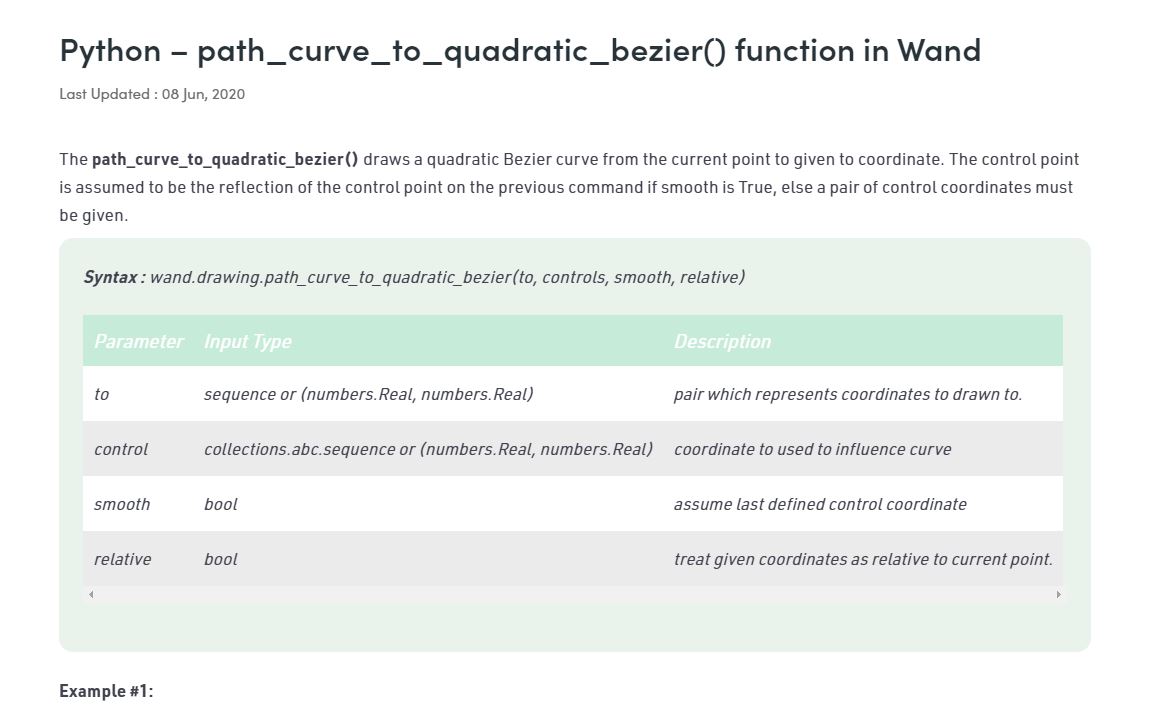 Python – path_curve_to_quadratic_bezier() function in Wand
Last Updated : 08 Jun, 2020
The path_curve_to_quadratic_bezier() draws a quadratic Bezier curve from the current point to given to coordinate. The control point
is assumed to be the reflection of the control point on the previous command if smooth is True, else a pair of control coordinates must
be given.
Syntax : wand.drawing.path_curve_to_quadratic_bezier(to, controls, smooth, relative)
Parameter Input Type Description
to sequence or (numbers.Real, numbers.Real) pair which represents coordinates to drawn to.
control collections.abc.sequence or (numbers.Real, numbers.Real) coordinate to used to influence curve
smooth bool assume last defined control coordinate
relative bool treat given coordinates as relative to current point.
Example #1: